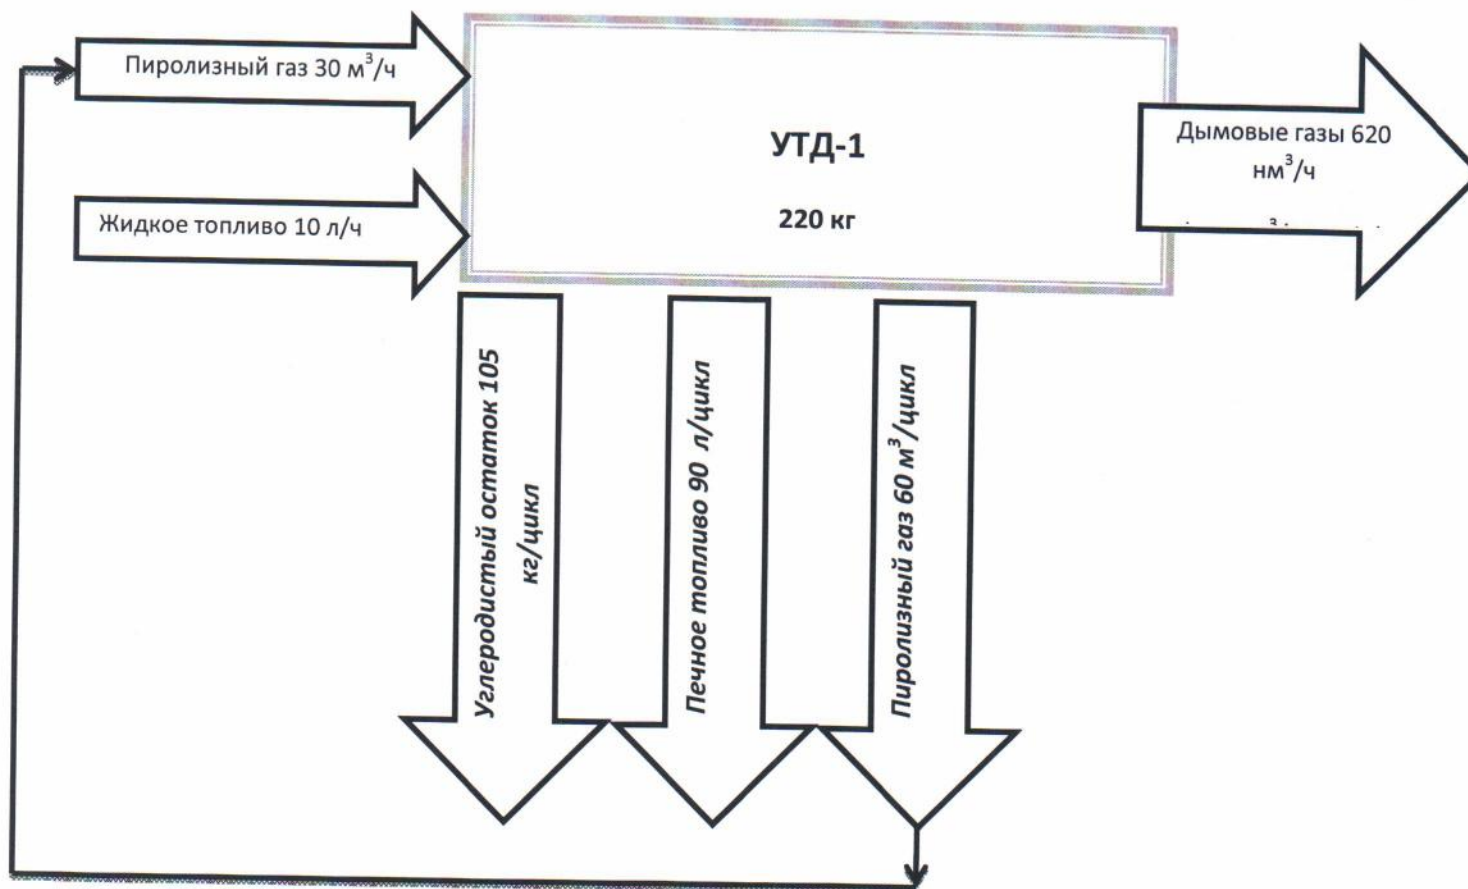 Пиролизный газ 30 м³/ч
Жидкое топливо 10 л/ч
УТД-1
220 кг
Дымовые газы 620
нм³/ч
Углеродистый остаток 105
кг/цикл
Печное топливо 90 л/цикл
Пиролизный газ 60 м³/цикл